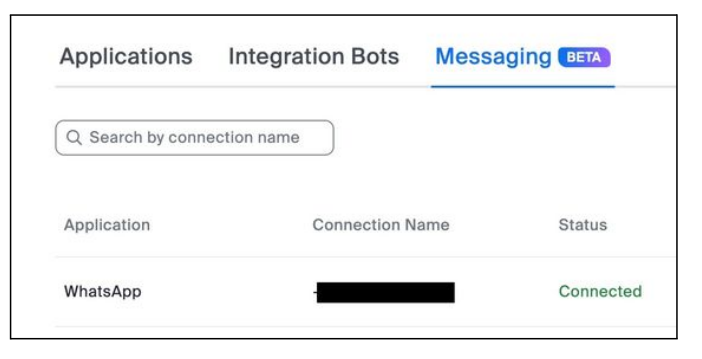 Applications Integration Bots Messaging BETA
Search by connection name
Application Connection Name Status
WhatsApp Connected